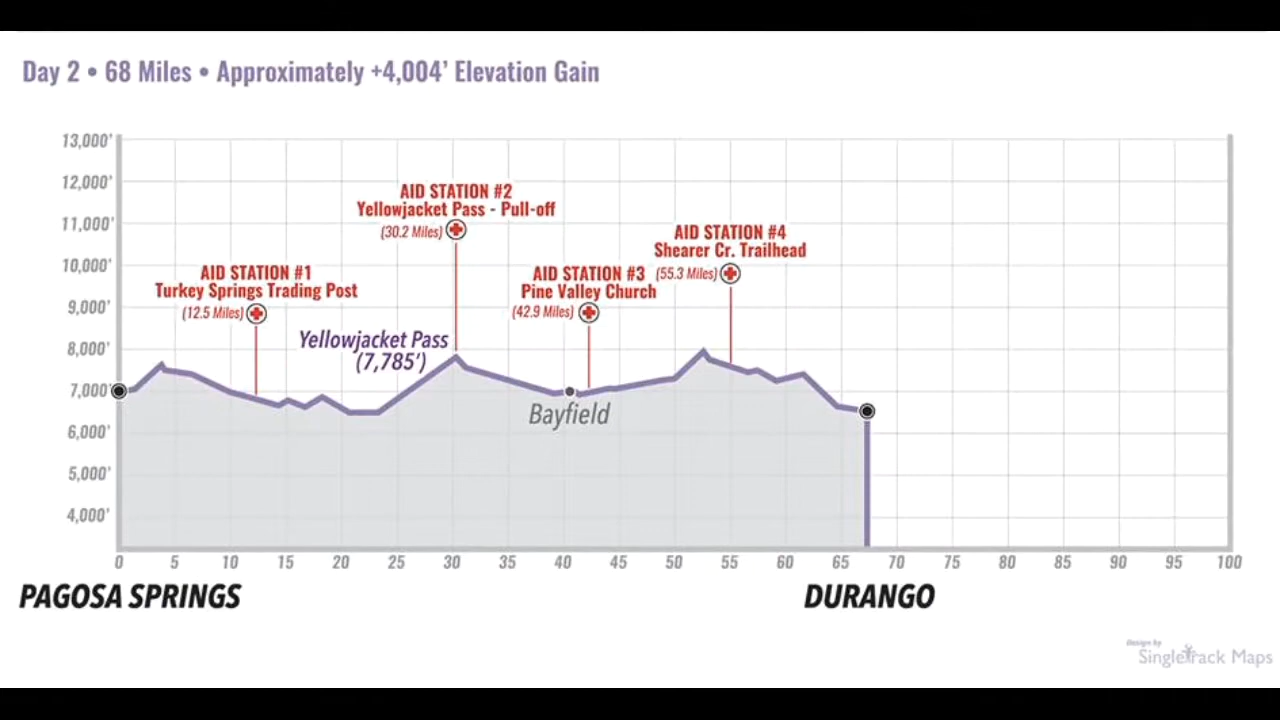 Day 2 • 68 Miles • Approximately +4,004’ Elevation Gain
13,000’
12,000’
11,000’
10,000’
9,000’
8,000’
7,000’
6,000’
5,000’
4,000’
AID STATION #1
Turkey Springs Trading Post
(12.5 Miles)
AID STATION #2
Yellowjacket Pass - Pull-off
(30.2 Miles)
AID STATION #3
Pine Valley Church
(42.9 Miles)
AID STATION #4
Shearer Cr. Trailhead
(55.3 Miles)
Yellowjacket Pass
(7,785’)
Bayfield
0 5 10 15 20 25 30 35 40 45 50 55 60 65 70 75 80 85 90 95 100
PAGOSA SPRINGS
DURANGO
design by
SingleTrack Maps